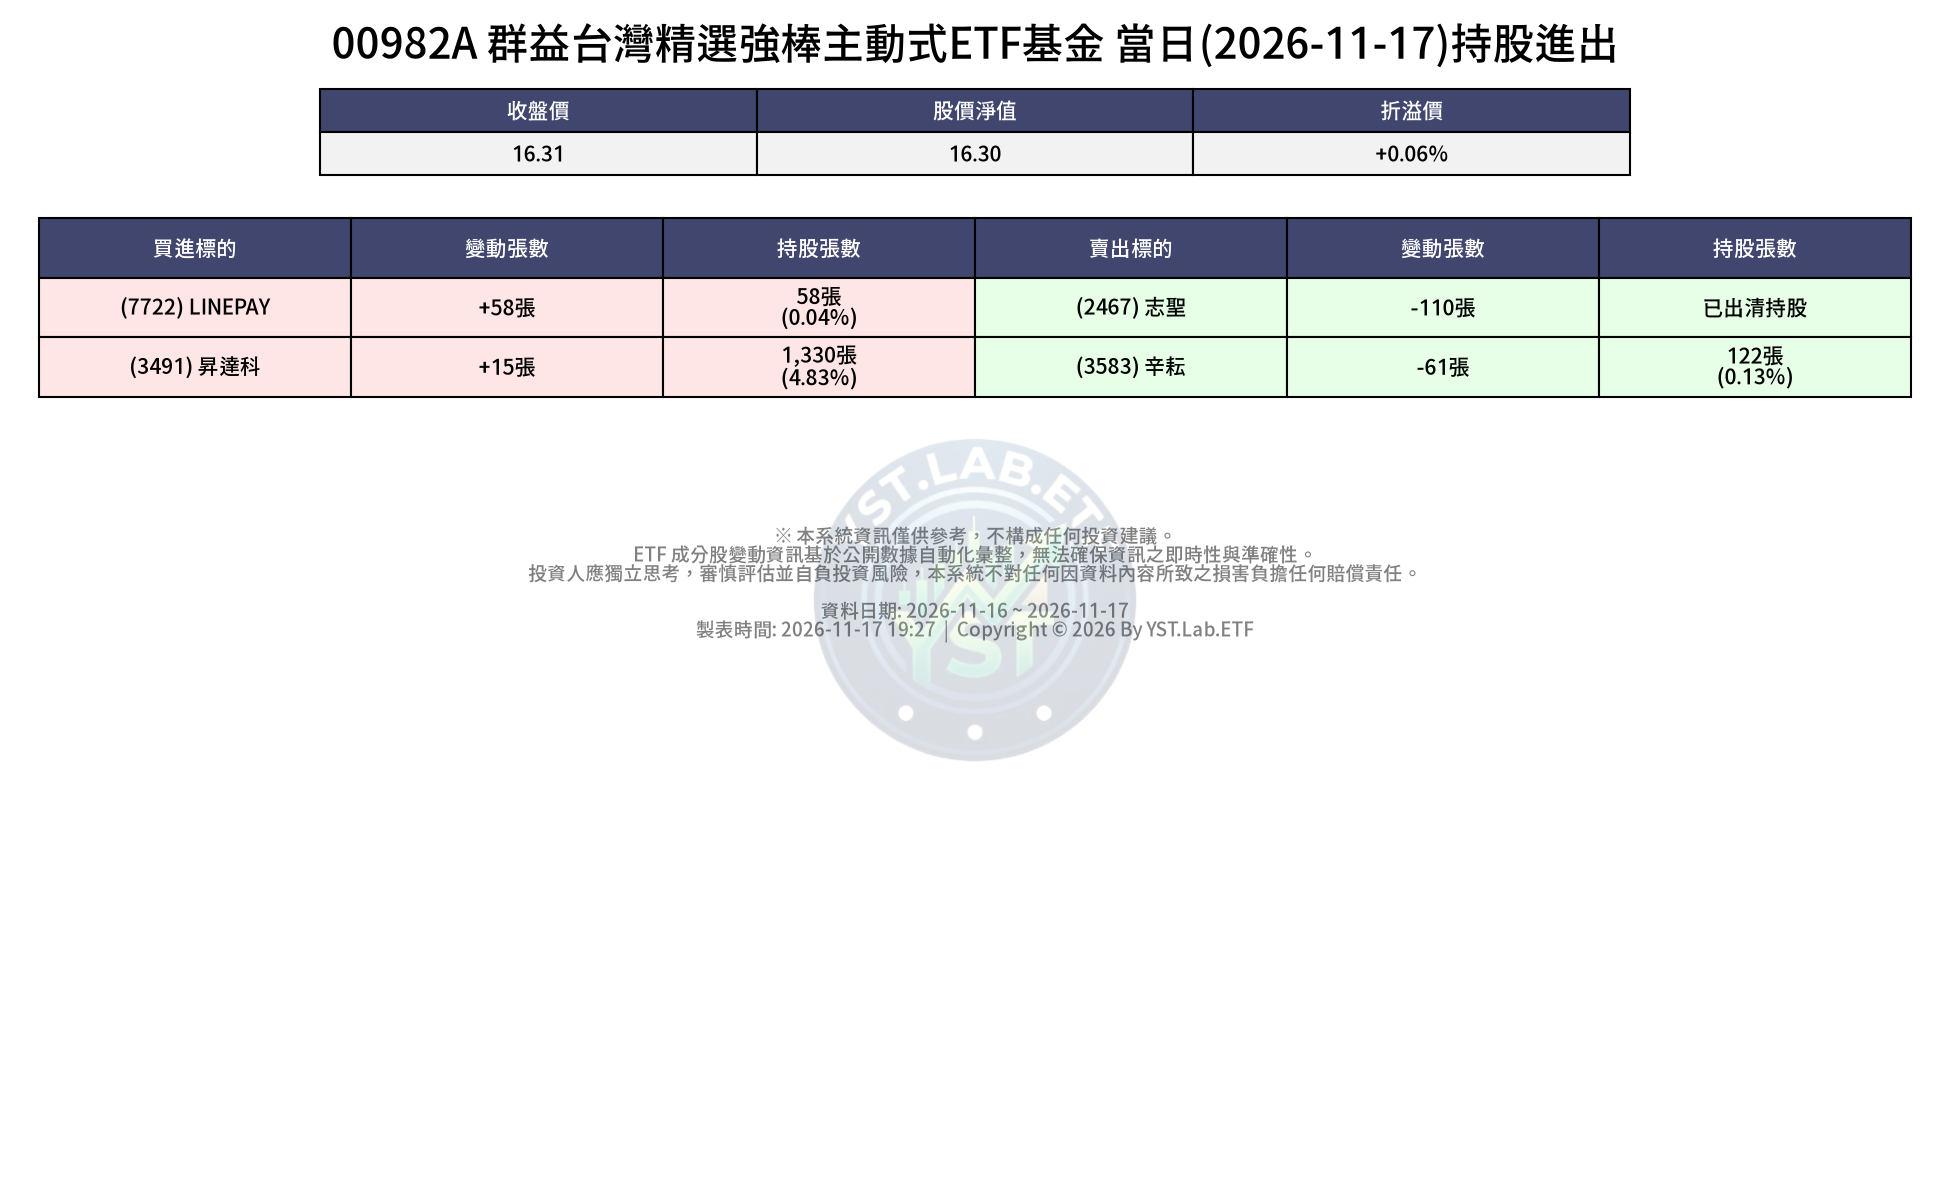 00982A 群益台灣精選強棒主動式ETF基金 當日(2026-11-17)持股進出
收盤價 股價淨值 折溢價
16.31 16.30 +0.06%
買進標的 變動張數 持股張數 賣出標的 變動張數 持股張數
(7722) LINEPAY +58張 58張 (0.04%) (2467) 志聖 -110張 已出清持股
(3491) 昇達科 +15張 1,330張 (4.83%) (3583) 辛耘 -61張 122張 (0.13%)
YST.LAB.ET
※ 本系統資訊僅供參考，不構成任何投資建議。
ETF 成分股變動資訊基於公開數據自動化彙整，無法確保資訊之即時性與準確性。
投資人應獨立思考，審慎評估並自負投資風險，本系統不對任何因資料內容所致之損害負擔任何賠償責任。
資料日期: 2026-11-16 ~ 2026-11-17
製表時間: 2026-11-17 19:27 | Copyright © 2026 By YST.Lab.ETF
YST